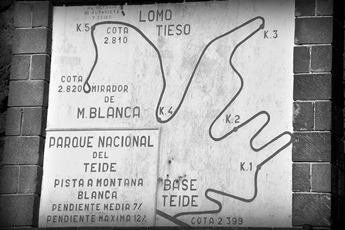 LOMO
TIESO
K.5
COTA
2.810
K.3
COTA
2.820
MIRADOR
DE
M.BLANCA
K.4
K.2
K.1
PARQUE NACIONAL
DEL
TEIDE
PISTA A MONTAÑA
BLANCA
PENDIENTE MEDIA 7%
PENDIENTE MAXIMA 12%
BASE
TEIDE
COTA 2.399